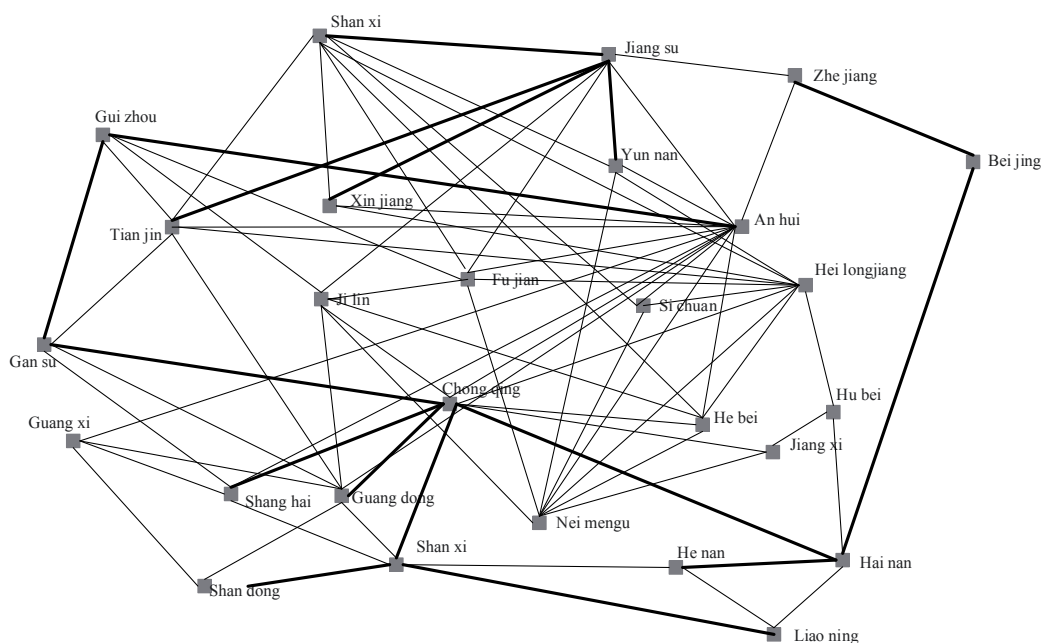 Shan xi
Jiang su
Zhe jiang
Gui zhou
Yun nan
Bei jing
Xin jiang
An hui
Tian jin
Hei longjiang
Fu jian
Ji lin
Si chuan
Gan su
Chong qing
Hu bei
Guang xi
He bei
Jiang xi
Shang hai
Guang dong
Nei mengu
Shan xi
He nan
Hai nan
Shan dong
Liao ning